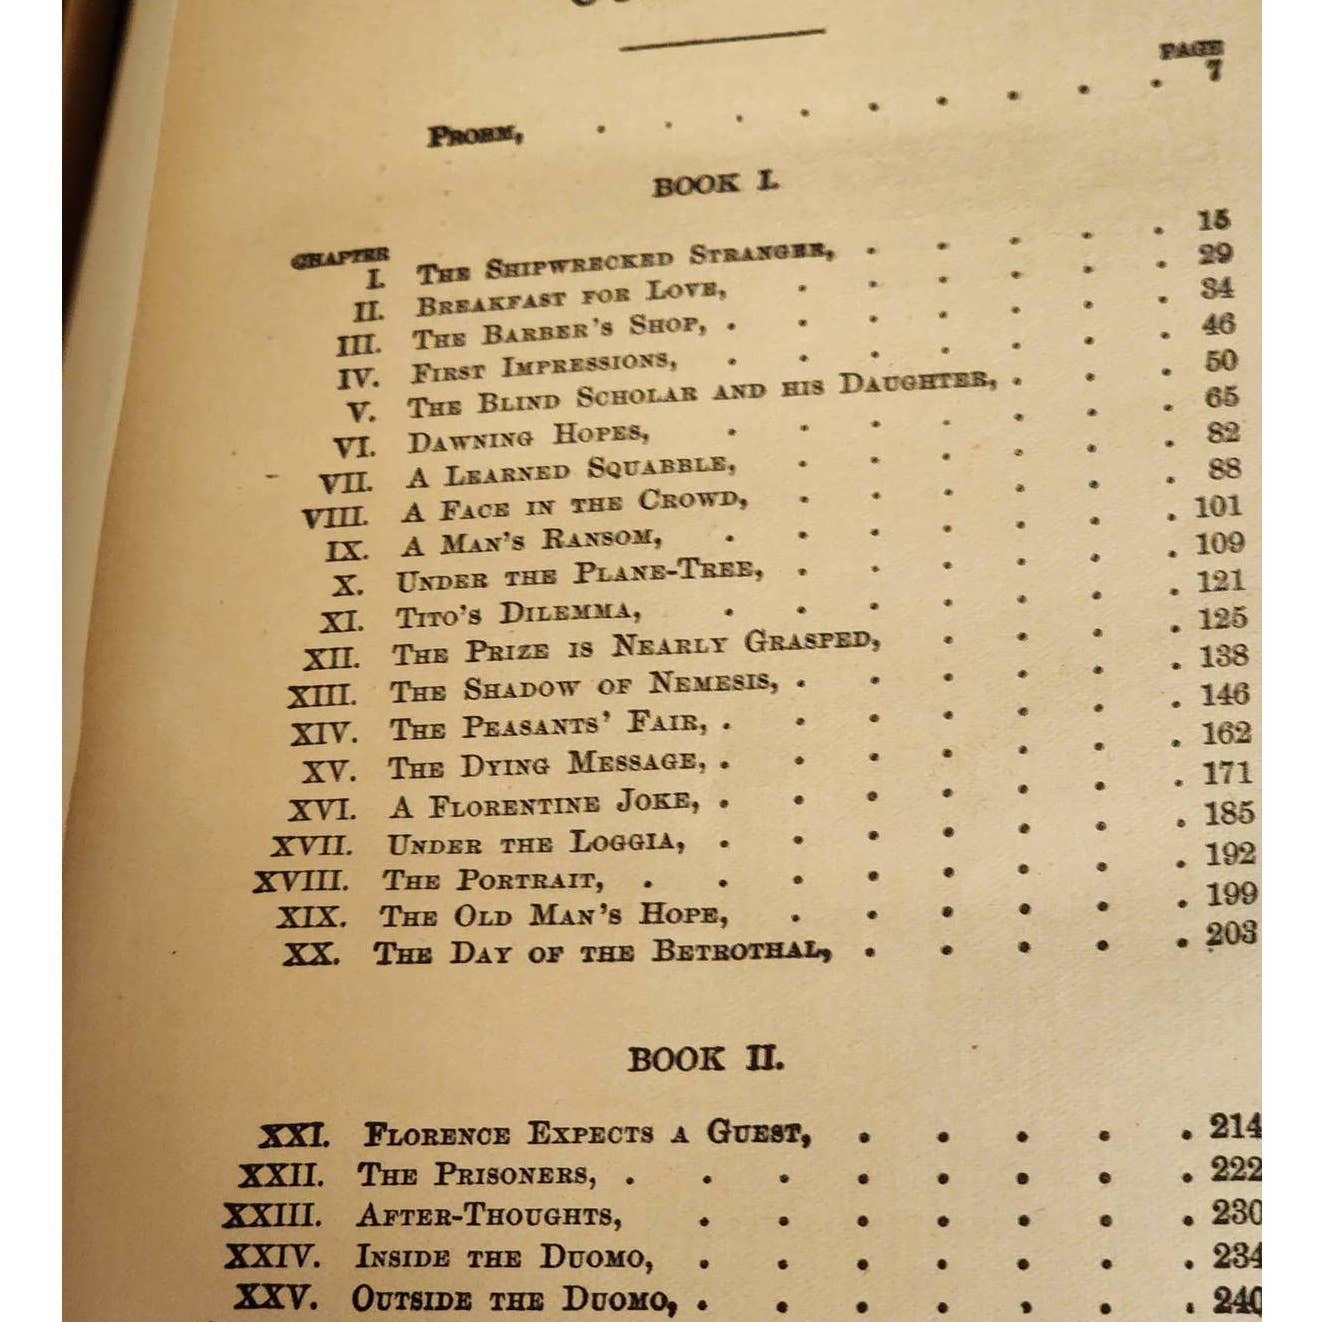 PAGE
PROEM, . . . . . . . . . 7
BOOK I.
CHAPTER
I. THE SHIPWRECKED STRANGER, . . . . . 15
II. BREAKFAST FOR LOVE, . . . . . . 29
III. THE BARBER'S SHOP, . . . . . . . 34
IV. FIRST IMPRESSIONS, . . . . . . . 46
V. THE BLIND SCHOLAR AND HIS DAUGHTER, . . . 50
VI. DAWNING HOPES, . . . . . . . 65
VII. A LEARNED SQUABBLE, . . . . . . 82
VIII. A FACE IN THE CROWD, . . . . . . 88
IX. A MAN'S RANSOM, . . . . . . . 101
X. UNDER THE PLANE-TREE, . . . . . . 109
XI. TITO'S DILEMMA, . . . . . . . 121
XII. THE PRIZE IS NEARLY GRASPED, . . . . 125
XIII. THE SHADOW OF NEMESIS, . . . . . . 138
XIV. THE PEASANTS' FAIR, . . . . . . . 146
XV. THE DYING MESSAGE, . . . . . . . 162
XVI. A FLORENTINE JOKE, . . . . . . . 171
XVII. UNDER THE LOGGIA, . . . . . . . 185
XVIII. THE PORTRAIT, . . . . . . . . 192
XIX. THE OLD MAN'S HOPE, . . . . . . 199
XX. THE DAY OF THE BETROTHAL, . . . . . 203
BOOK II.
XXI. FLORENCE EXPECTS A GUEST, . . . . . 214
XXII. THE PRISONERS, . . . . . . . . 222
XXIII. AFTER-THOUGHTS, . . . . . . . 230
XXIV. INSIDE THE DUOMO, . . . . . . . 234
XXV. OUTSIDE THE DUOMO, . . . . . . . 240